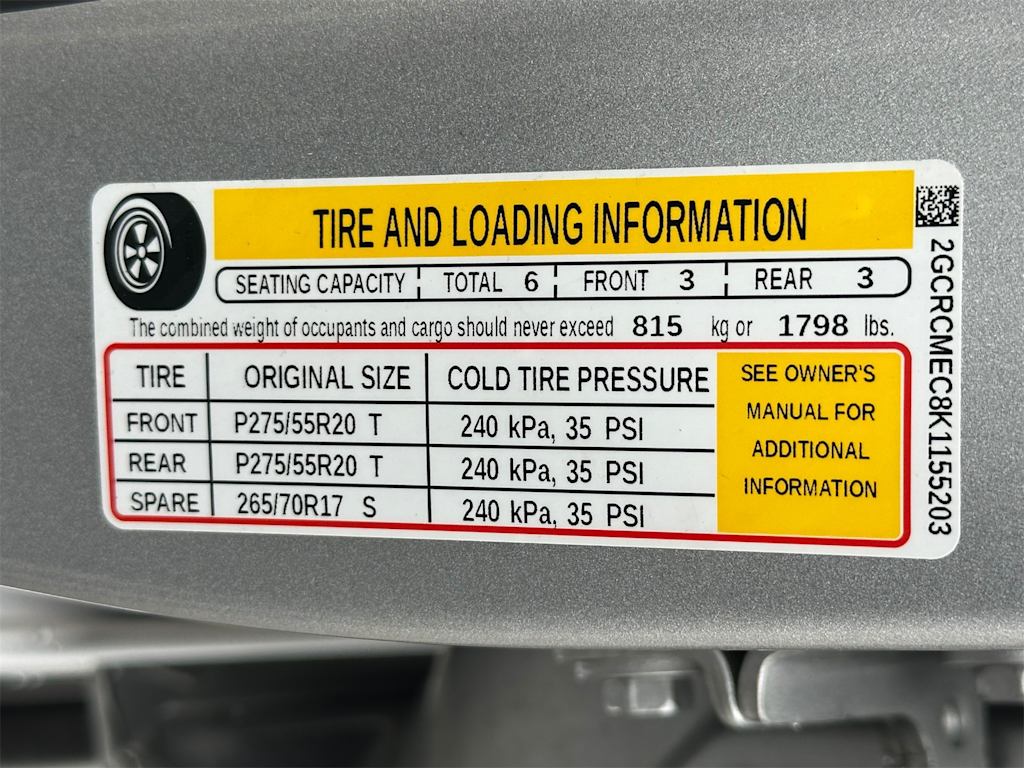 TIRE AND LOADING INFORMATION
SEATING CAPACITY TOTAL 6 FRONT 3 REAR 3
The combined weight of occupants and cargo should never exceed 815 kg or 1798 lbs.
TIRE ORIGINAL SIZE COLD TIRE PRESSURE
FRONT P275/55R20 T 240 kPa, 35 PSI
REAR P275/55R20 T 240 kPa, 35 PSI
SPARE 265/70R17 S 240 kPa, 35 PSI
SEE OWNER'S
MANUAL FOR
ADDITIONAL
INFORMATION
2GCRCMEC8K1155203